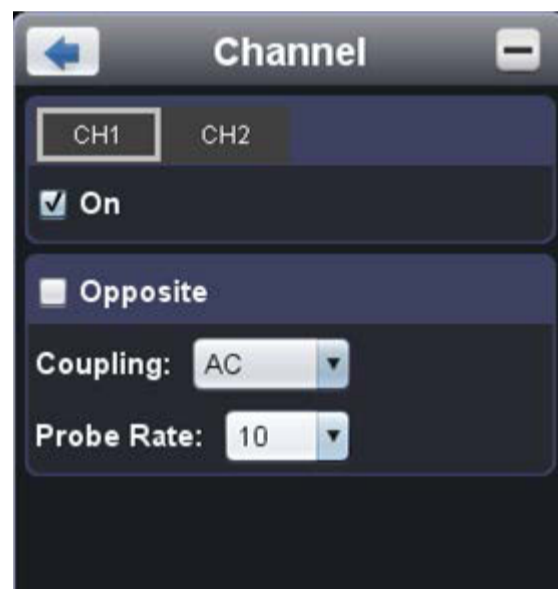 Channel
CH1 CH2
On
Opposite
Coupling: AC
Probe Rate: 10